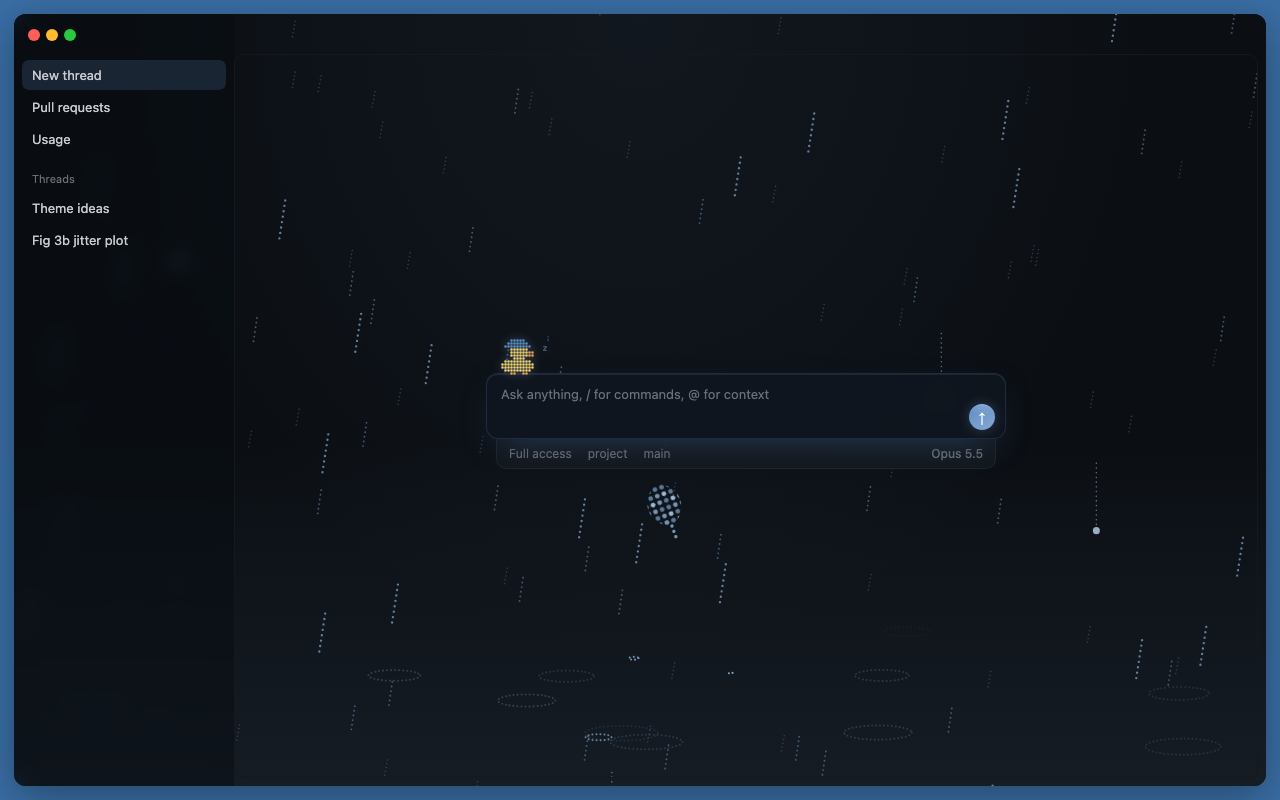 New thread
Pull requests
Usage
Threads
Theme ideas
Fig 3b jitter plot
z
Ask anything, / for commands, @ for context
Full access project main Opus 5.5